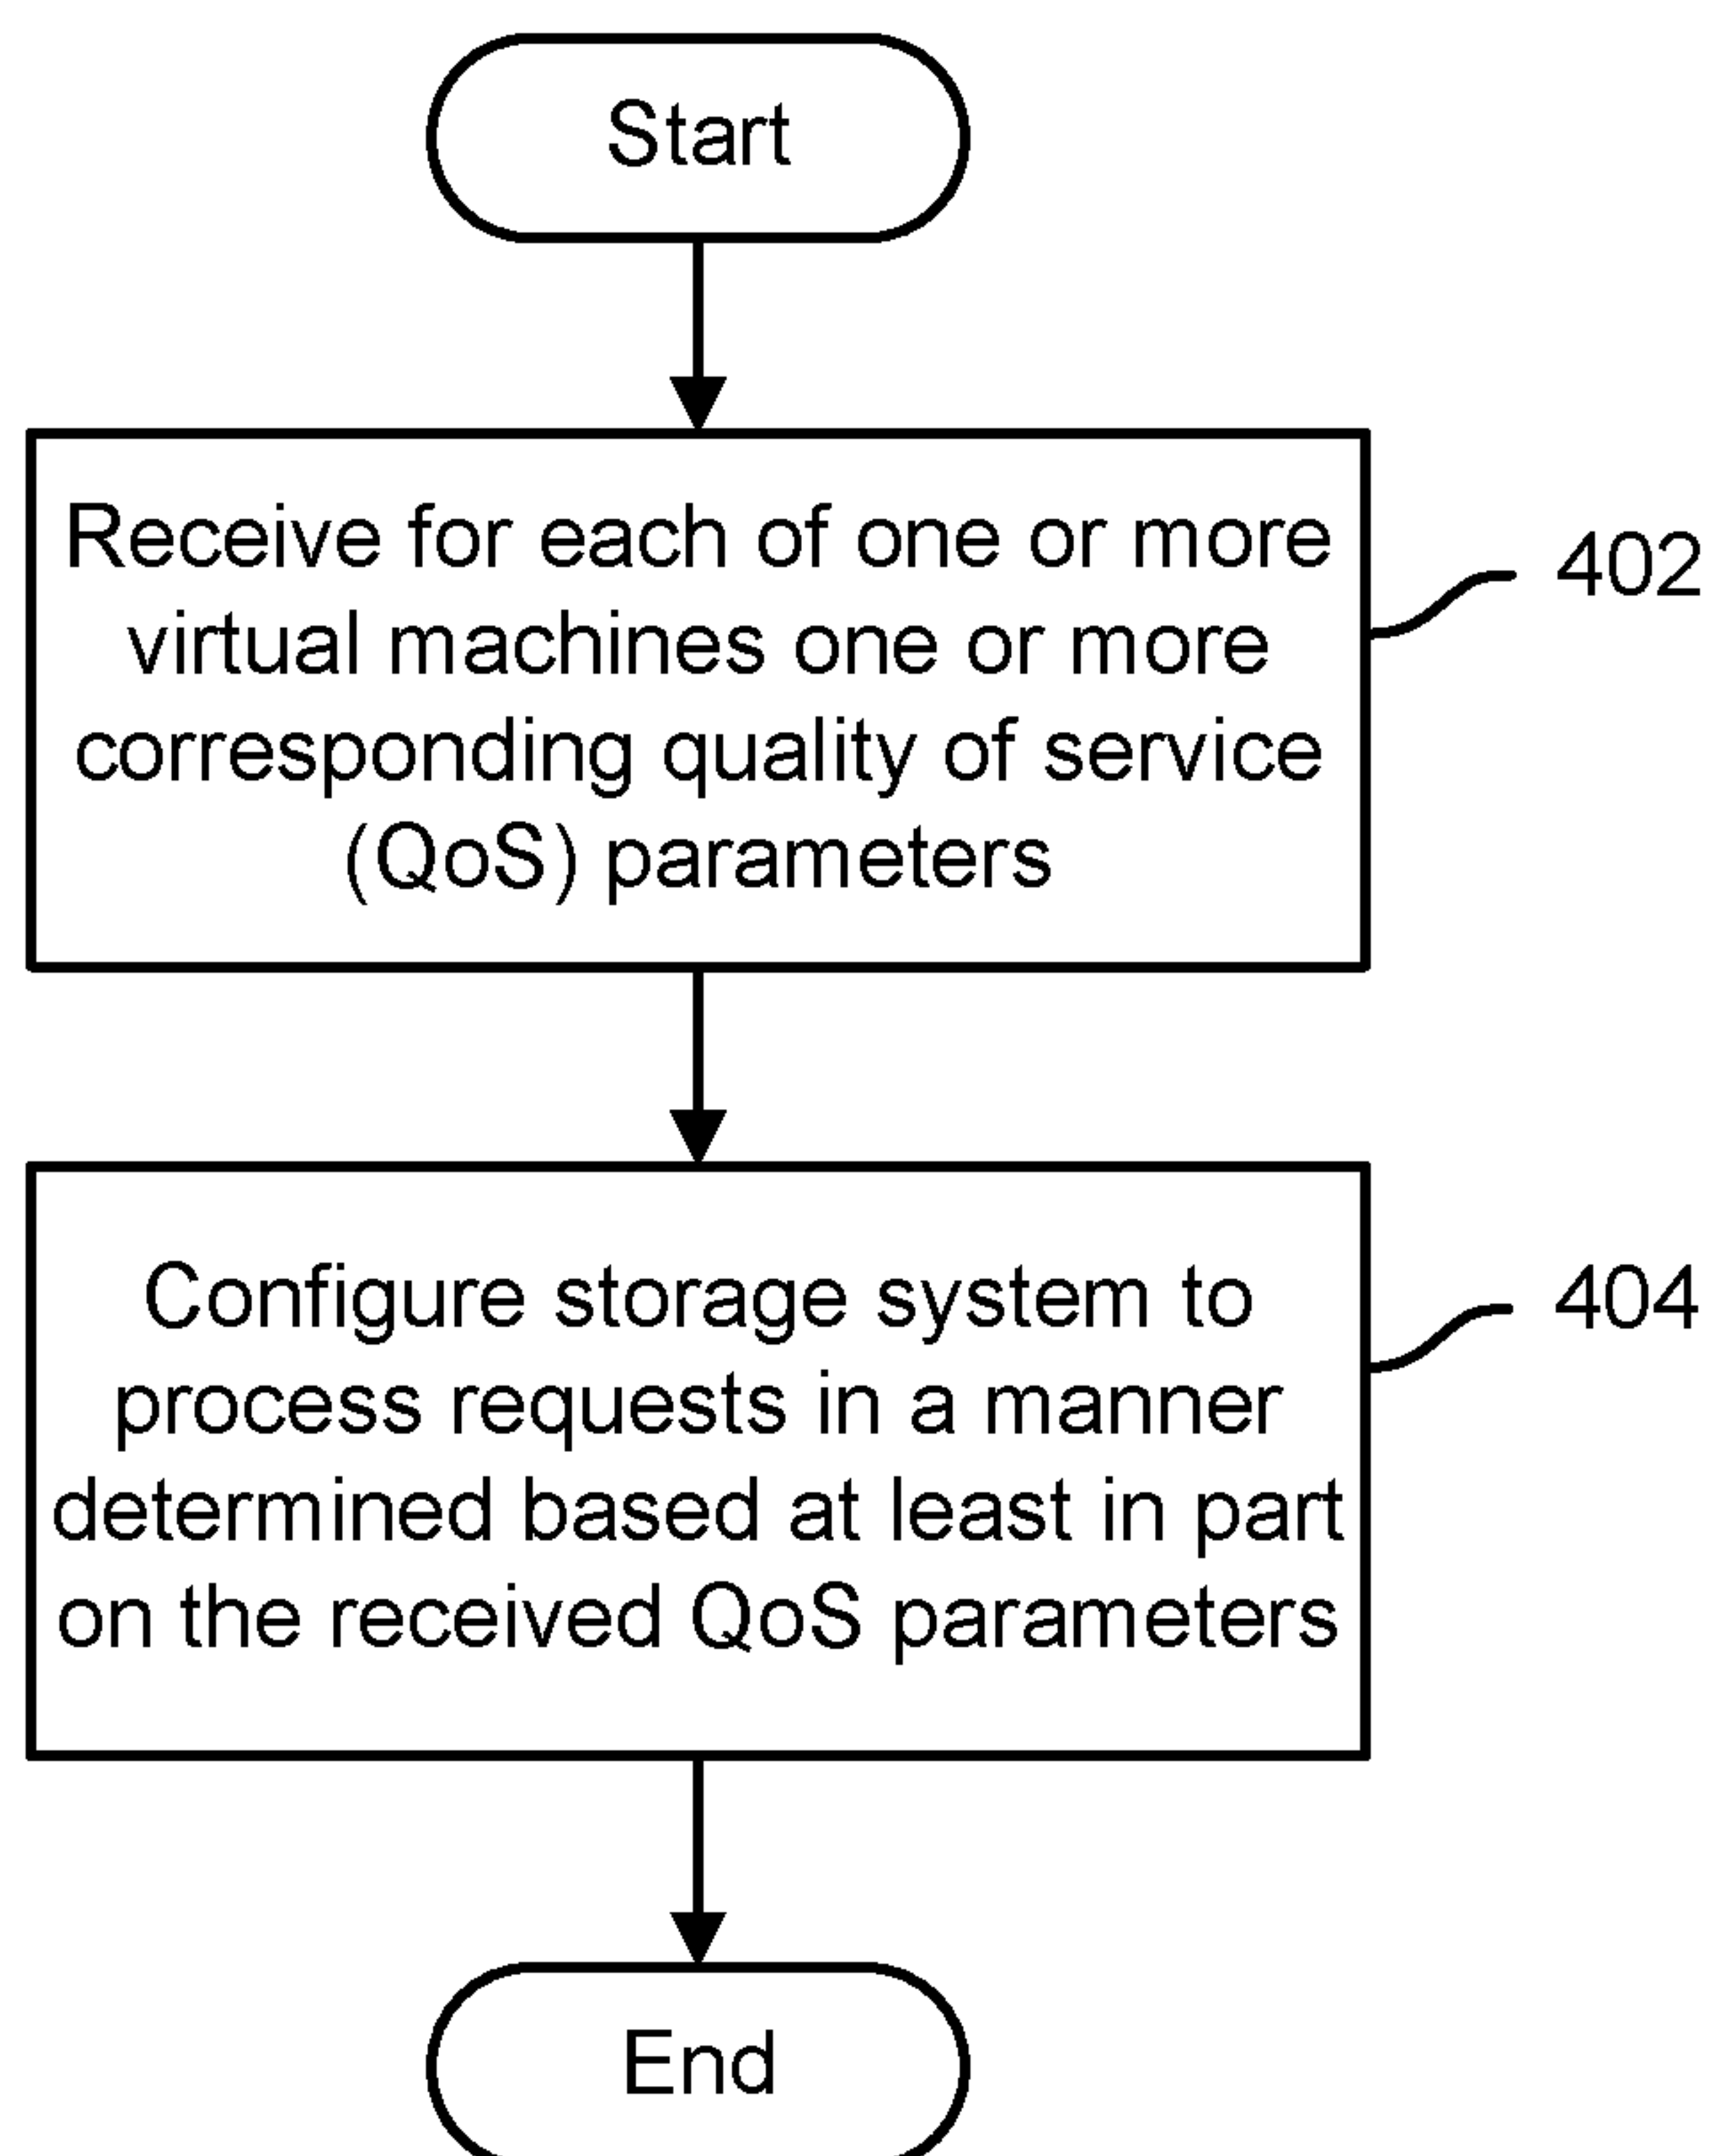 Start
Receive for each of one or more
virtual machines one or more
corresponding quality of service
(QoS) parameters
402
Configure storage system to
process requests in a manner
determined based at least in part
on the received QoS parameters
404
End